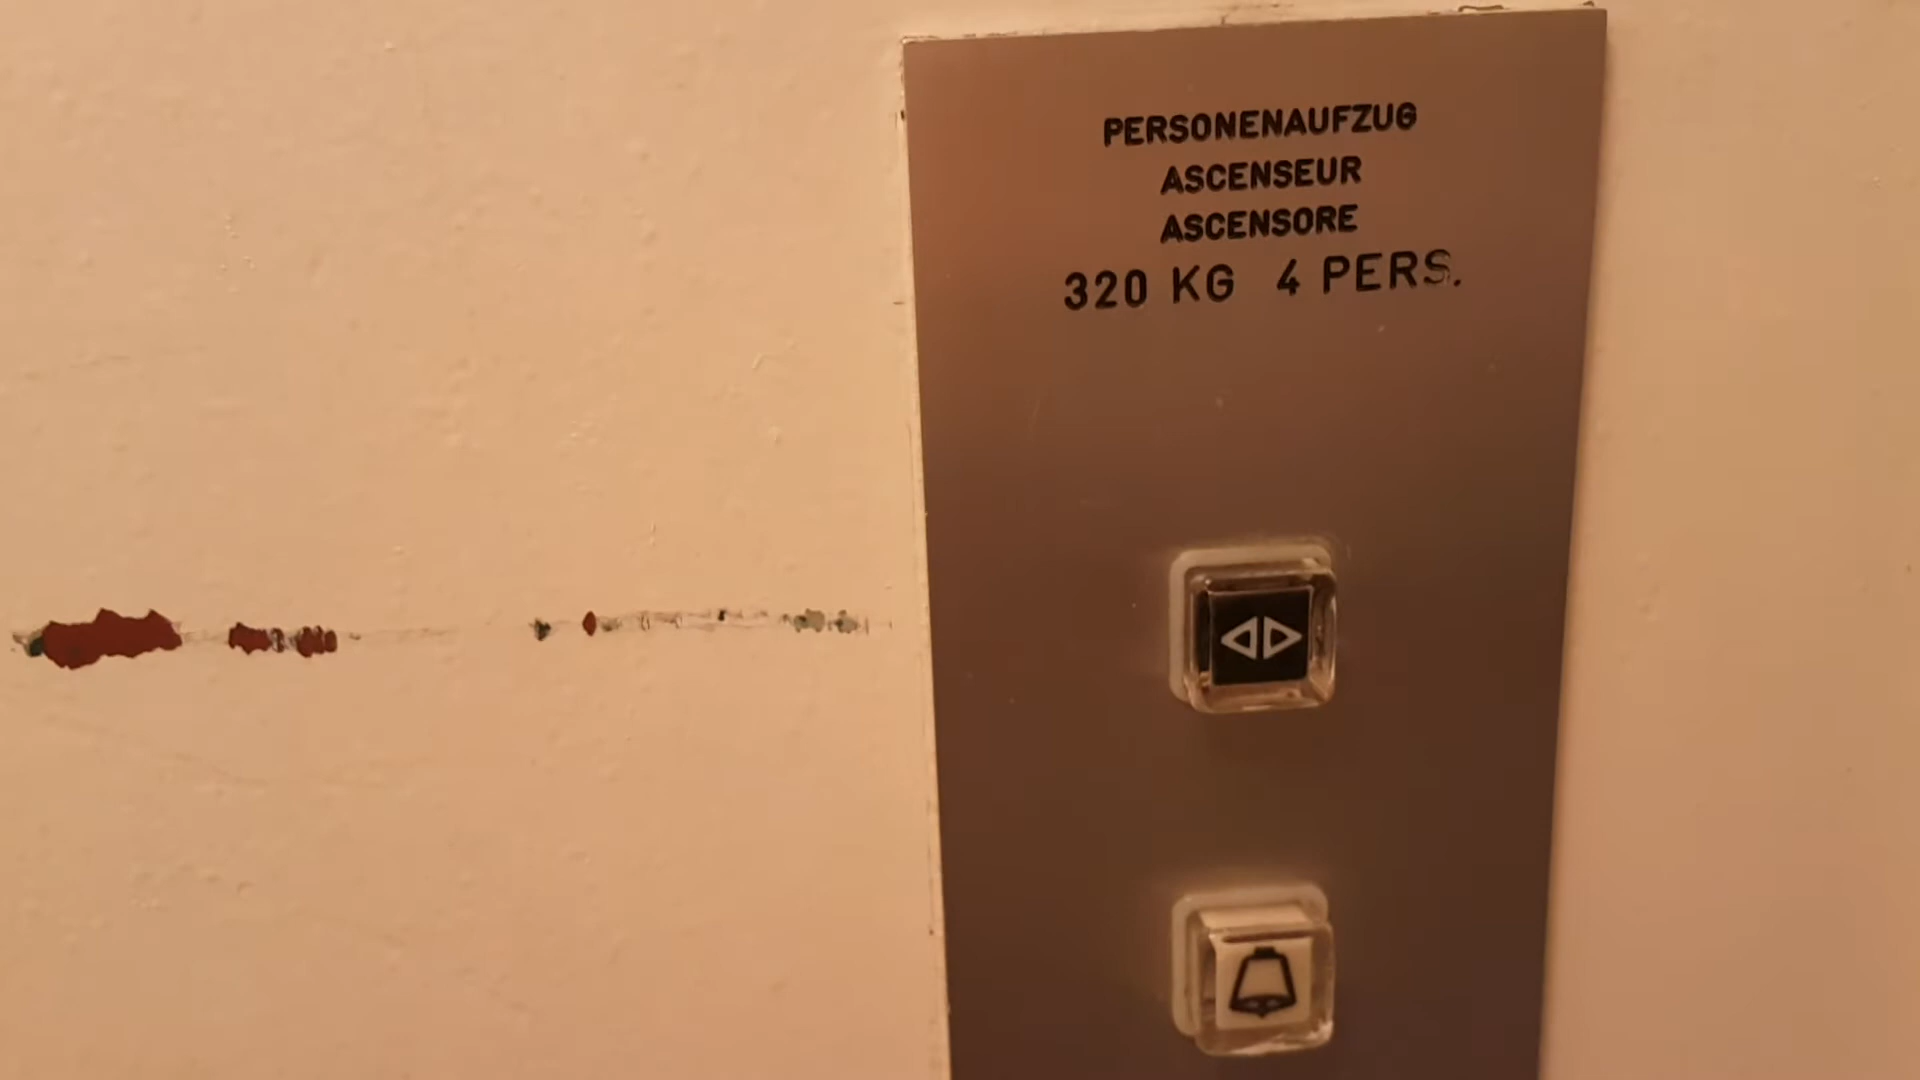 PERSONENAUFZUG
ASCENSEUR
ASCENSORE
320 KG 4 PERS.